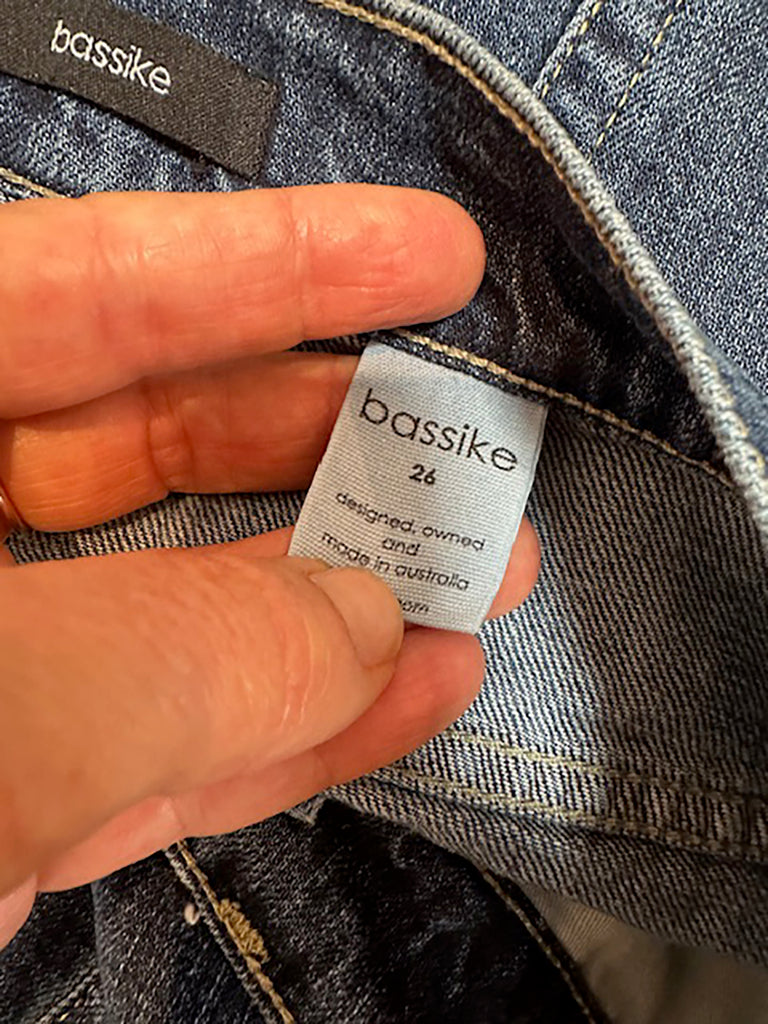 bassike
bassike
26
designed, owned
and
made in australia